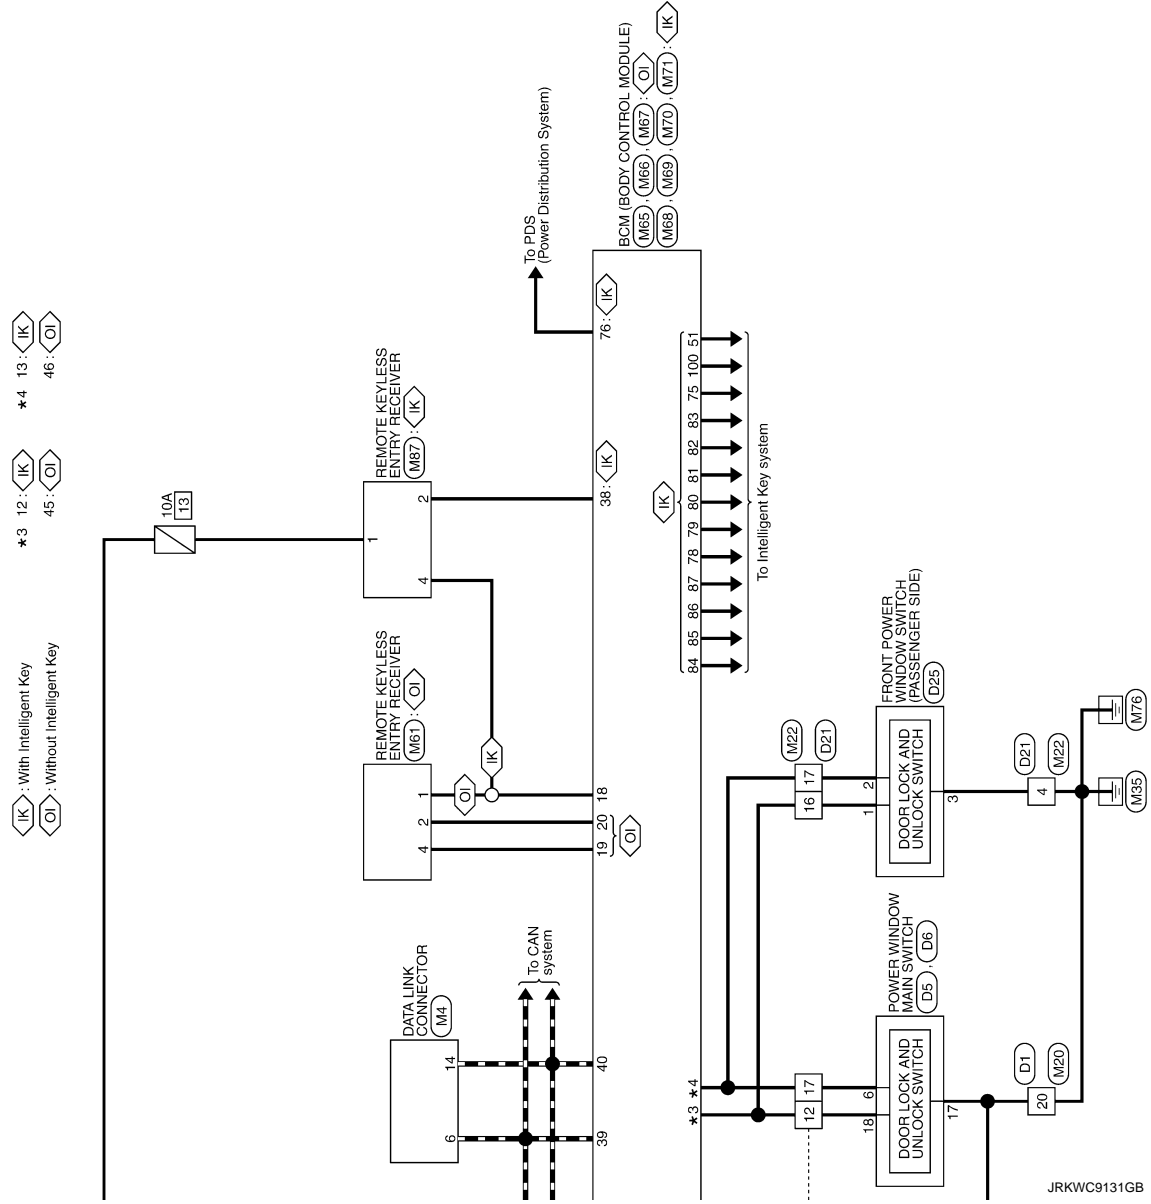 IK : With Intelligent Key
OI : Without Intelligent Key
*3 12 : IK
45 : OI
*4 13 : IK
46 : OI
10A
13
REMOTE KEYLESS
ENTRY RECEIVER
M87 : IK
1
4
2
REMOTE KEYLESS
ENTRY RECEIVER
M61 : OI
4
2
1
OI
IK
DATA LINK
CONNECTOR
M4
6
14
To CAN
system
To PDS
(Power Distribution System)
BCM (BODY CONTROL MODULE)
M65 , M66 , M67 : OI
M68 , M69 , M70 , M71 : IK
39
40
19
20
18
OI
38 : IK
76 : IK
*3
*4
84
85
86
87
78
79
80
81
82
83
75
100
51
IK
To Intelligent Key system
12
17
16
17
M22
D21
POWER WINDOW
MAIN SWITCH
D5 , D6
18
6
DOOR LOCK AND
UNLOCK SWITCH
17
FRONT POWER
WINDOW SWITCH
(PASSENGER SIDE)
D25
1
2
DOOR LOCK AND
UNLOCK SWITCH
3
20
D1
M20
4
D21
M22
M35
M76
JRKWC9131GB